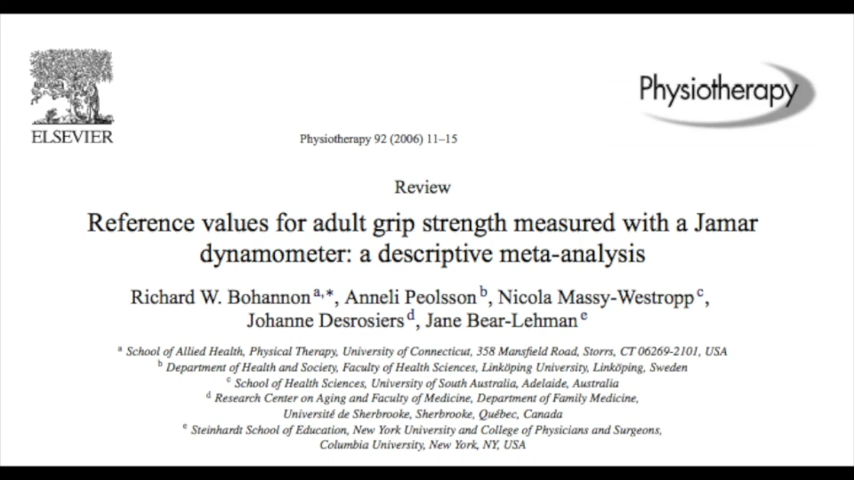 ELSEVIER
Physiotherapy
Physiotherapy 92 (2006) 11–15
Review
Reference values for adult grip strength measured with a Jamar
dynamometer: a descriptive meta-analysis
Richard W. Bohannon a,*, Anneli Peolsson b, Nicola Massy-Westropp c,
Johanne Desrosiers d, Jane Bear-Lehman e
a School of Allied Health, Physical Therapy, University of Connecticut, 358 Mansfield Road, Storrs, CT 06269-2101, USA
b Department of Health and Society, Faculty of Health Sciences, Linköping University, Linköping, Sweden
c School of Health Sciences, University of South Australia, Adelaide, Australia
d Research Center on Aging and Faculty of Medicine, Department of Family Medicine,
Université de Sherbrooke, Sherbrooke, Québec, Canada
e Steinhardt School of Education, New York University and College of Physicians and Surgeons,
Columbia University, New York, NY, USA